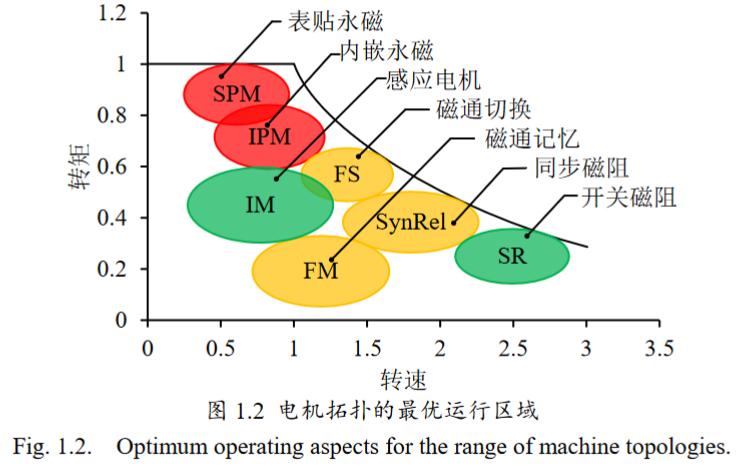 1.2
表贴永磁
内嵌永磁
1
感应电机
SPM
磁通切换
0.8
IPM
磁通记忆
转矩
0.6
FS
同步磁阻
IM
开关磁阻
0.4
SynRel
SR
0.2
FM
0
0 0.5 1 1.5 2 2.5 3 3.5
转速
图 1.2 电机拓扑的最优运行区域
Fig. 1.2. Optimum operating aspects for the range of machine topologies.